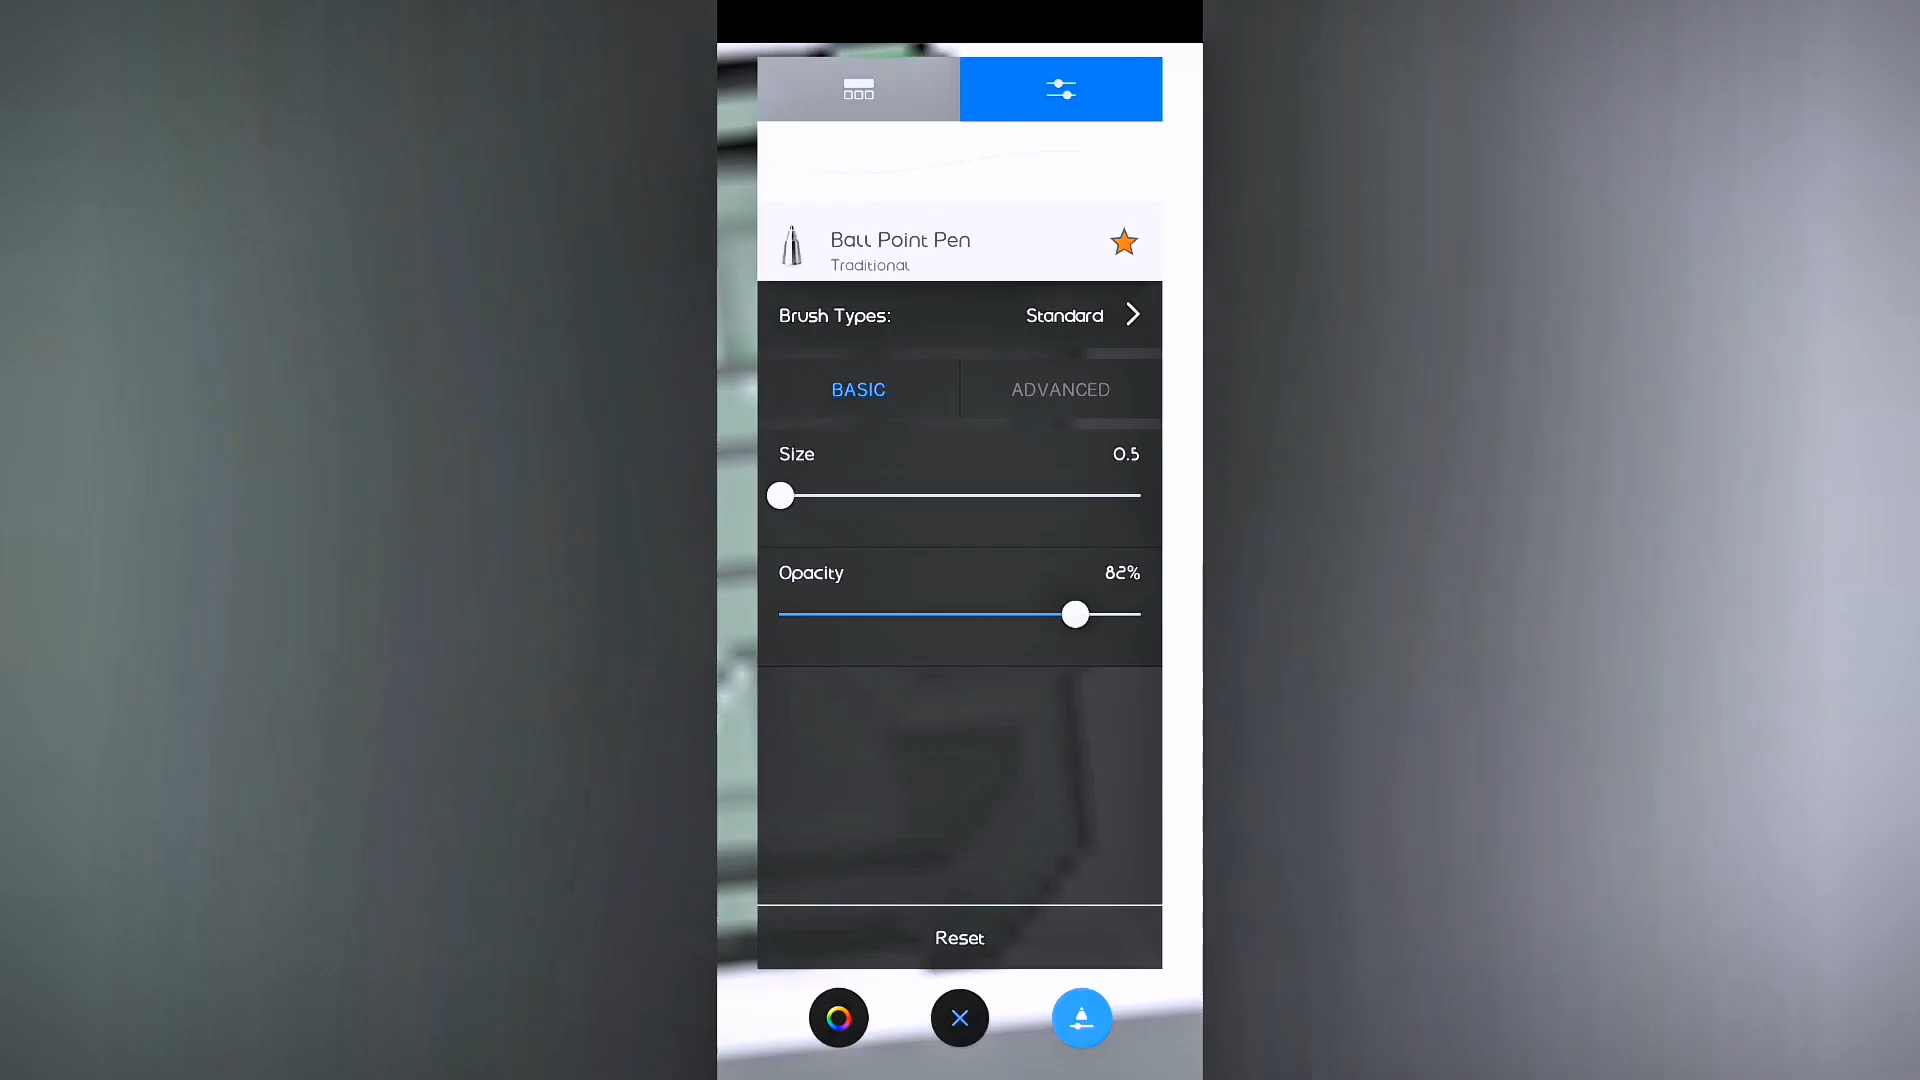 Ball Point Pen
Traditional
Brush Types: Standard
BASIC ADVANCED
Size 0.5
Opacity 82%
Reset